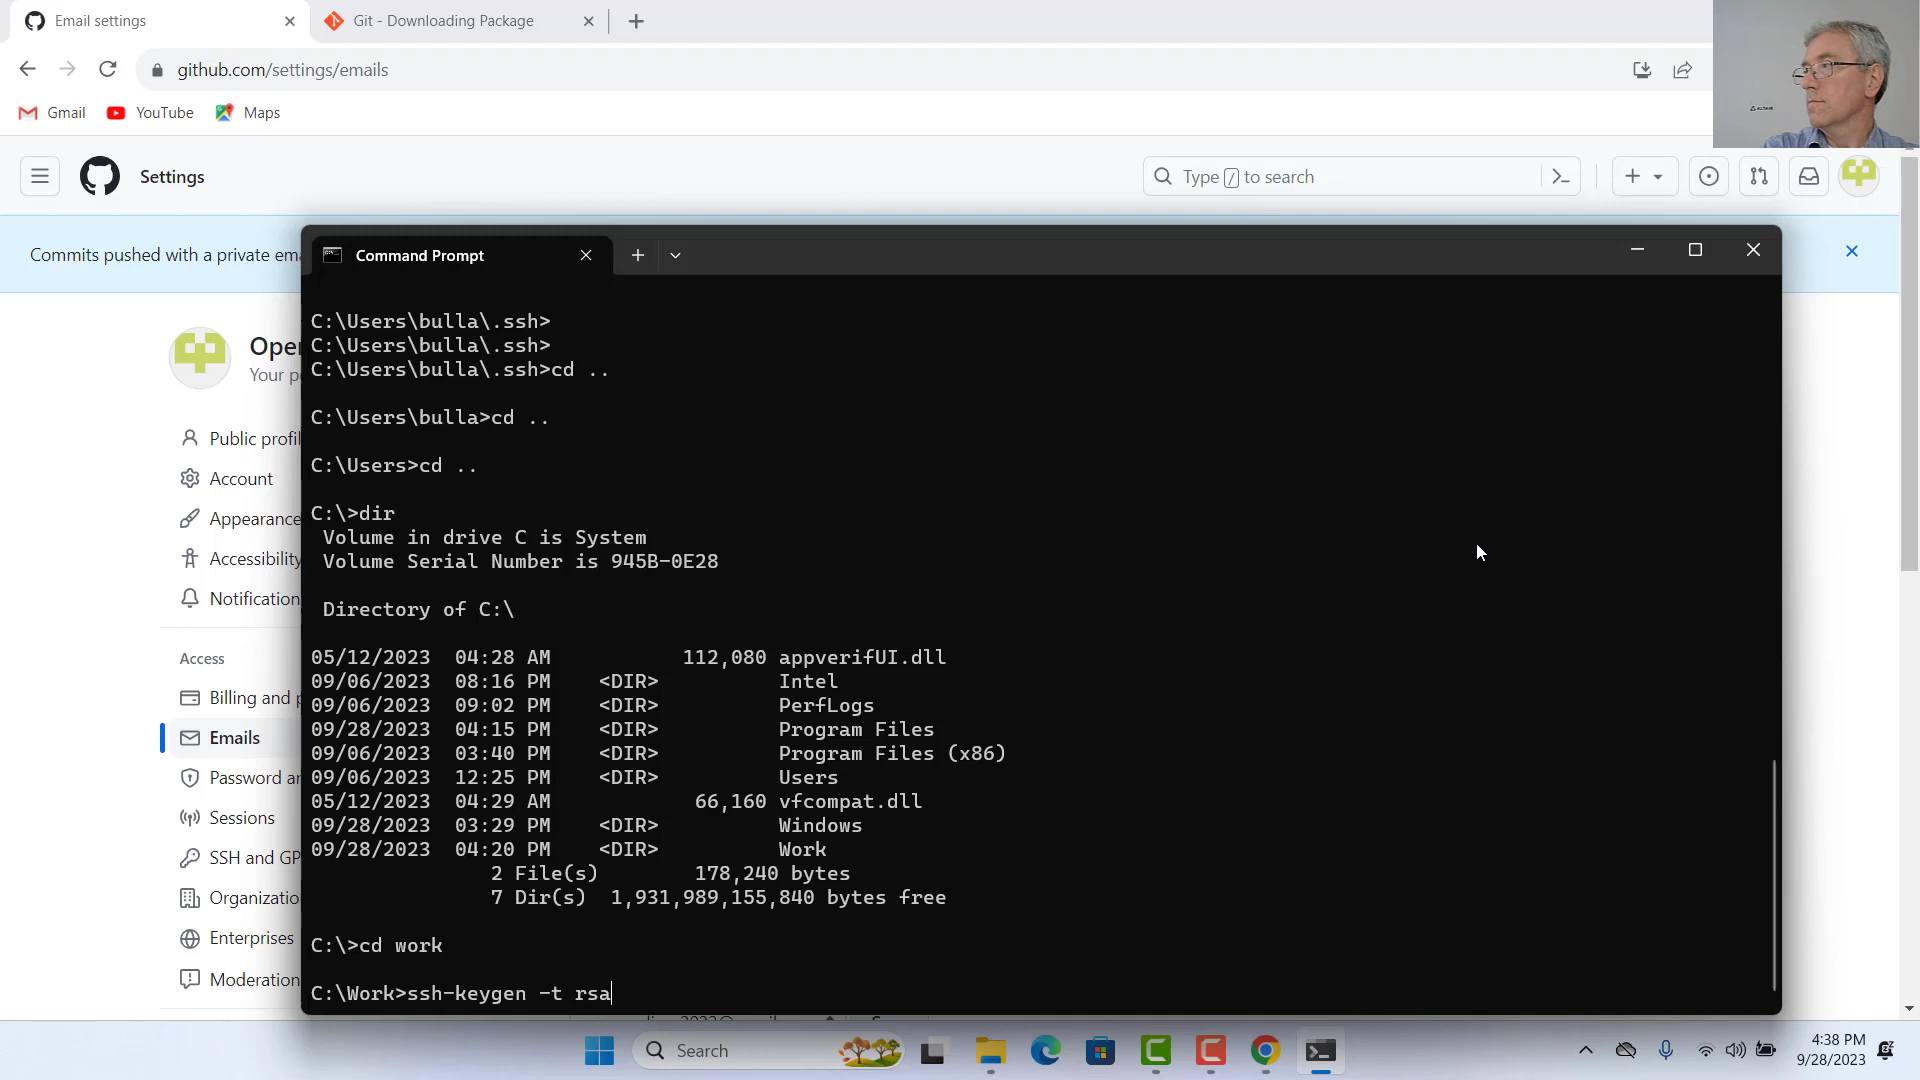 Email settings
Git - Downloading Package
github.com/settings/emails
Gmail
YouTube
Maps
Settings
Type / to search
Commits pushed with a private ema
Command Prompt
Your pe
Public profil
Account
Appearance
Accessibility
Notification
Access
Billing and p
Emails
Password an
Sessions
SSH and GP
Organizatio
Enterprises
Moderation
C:\Users\bulla\.ssh>
C:\Users\bulla\.ssh>
C:\Users\bulla\.ssh>cd ..
C:\Users\bulla>cd ..
C:\Users>cd ..
C:\>dir
Volume in drive C is System
Volume Serial Number is 945B-0E28
Directory of C:\
05/12/2023 04:28 AM 112,080 appverifUI.dll
09/06/2023 08:16 PM <DIR> Intel
09/06/2023 09:02 PM <DIR> PerfLogs
09/28/2023 04:15 PM <DIR> Program Files
09/06/2023 03:40 PM <DIR> Program Files (x86)
09/06/2023 12:25 PM <DIR> Users
05/12/2023 04:29 AM 66,160 vfcompat.dll
09/28/2023 03:29 PM <DIR> Windows
09/28/2023 04:20 PM <DIR> Work
2 File(s) 178,240 bytes
7 Dir(s) 1,931,989,155,840 bytes free
C:\>cd work
C:\Work>ssh-keygen -t rsa
Search
4:38 PM
9/28/2023